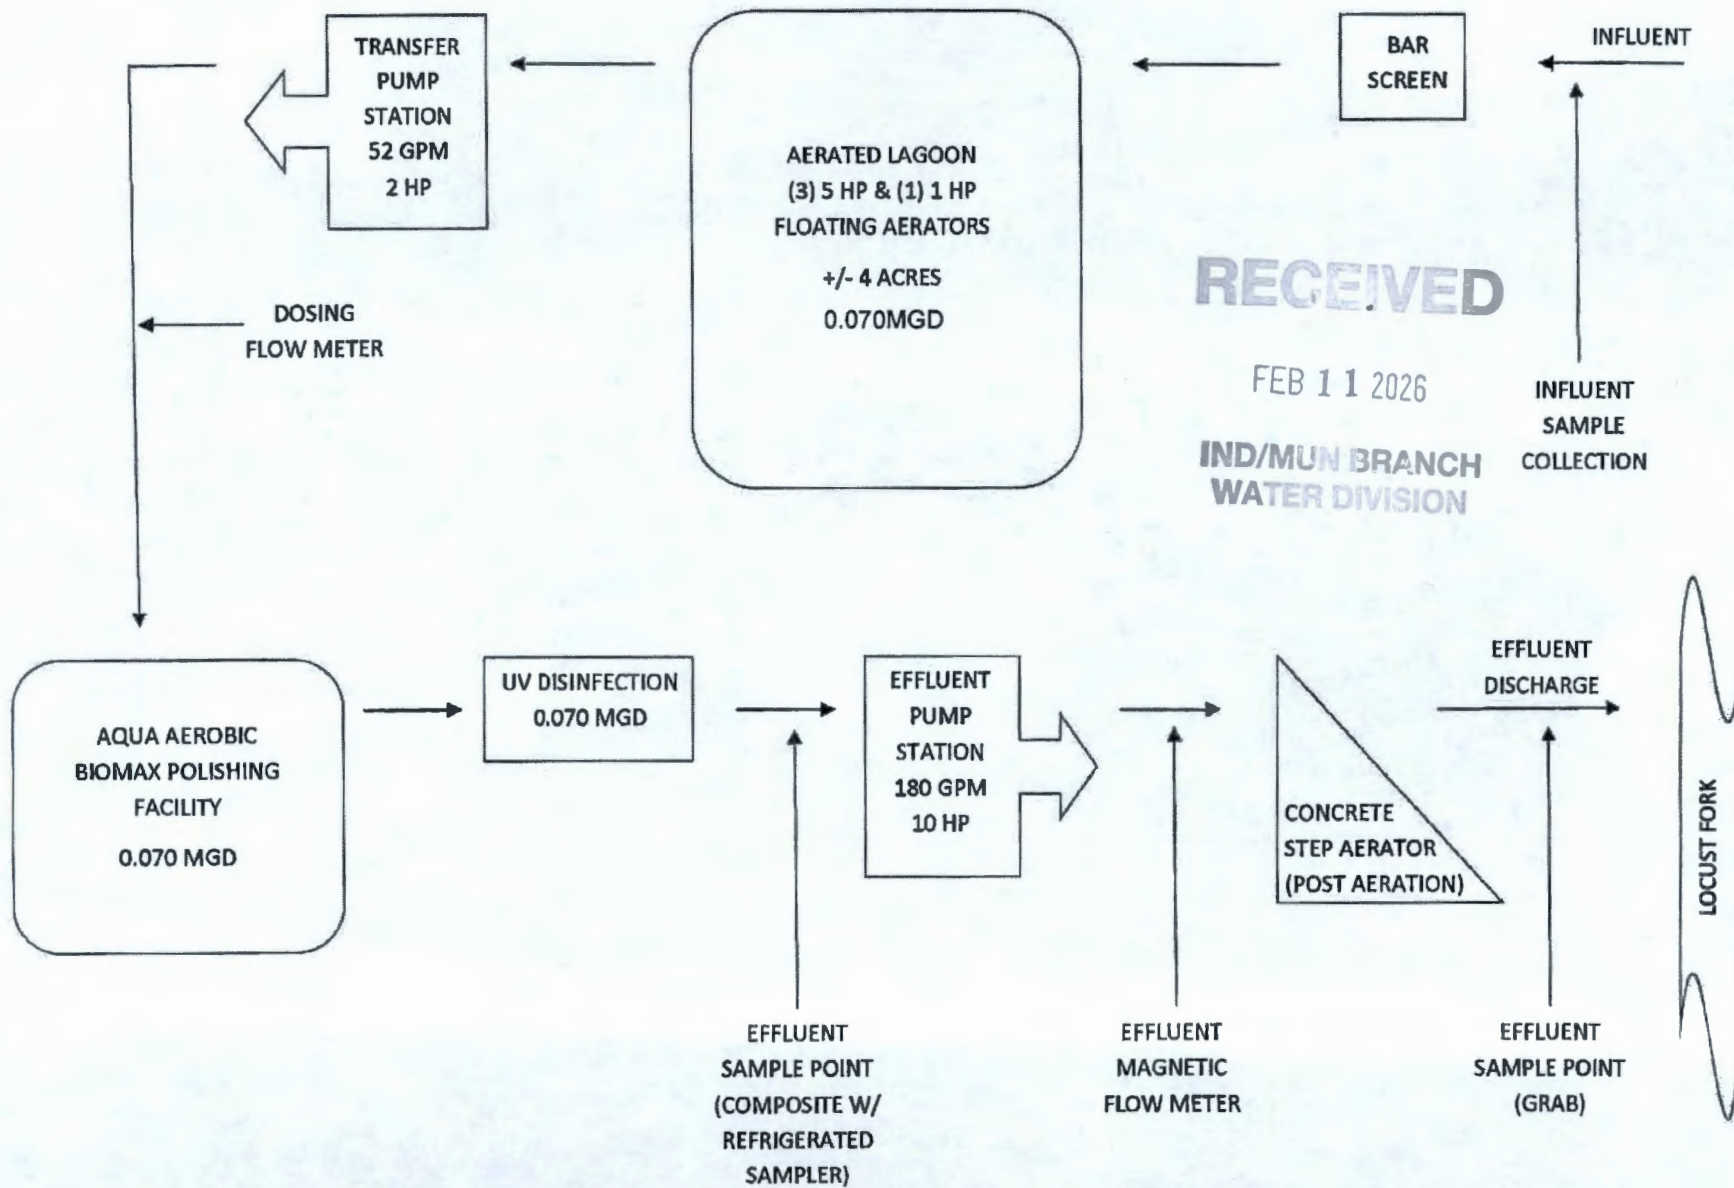 TRANSFER
PUMP
STATION
52 GPM
2 HP
AERATED LAGOON
(3) 5 HP & (1) 1 HP
FLOATING AERATORS
+/- 4 ACRES
0.070MGD
BAR
SCREEN
INFLUENT
DOSING
FLOW METER
RECEIVED
FEB 11 2026
IND/MUN BRANCH
WATER DIVISION
INFLUENT
SAMPLE
COLLECTION
AQUA AEROBIC
BIOMAX POLISHING
FACILITY
0.070 MGD
UV DISINFECTION
0.070 MGD
EFFLUENT
PUMP
STATION
180 GPM
10 HP
CONCRETE
STEP AERATOR
(POST AERATION)
EFFLUENT
DISCHARGE
LOCUST FORK
EFFLUENT
SAMPLE POINT
(COMPOSITE W/
REFRIGERATED
SAMPLER)
EFFLUENT
MAGNETIC
FLOW METER
EFFLUENT
SAMPLE POINT
(GRAB)